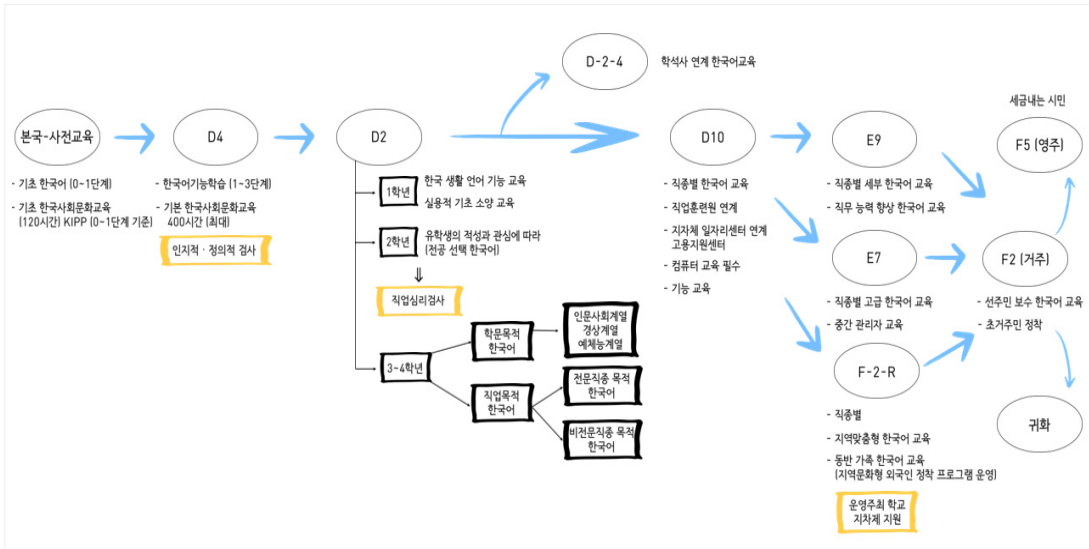 본국-사전교육
- 기초 한국어 (0~1단계)
- 기초 한국사회문화교육
(120시간) KIPP (0~1단계 기준)
D4
- 한국어기능학습 (1~3단계)
- 기본 한국사회문화교육
400시간 (최대)
인지적 · 정의적 검사
D2
1학년
한국 생활 언어 기능 교육
실용적 기초 소양 교육
2학년
유학생의 적성과 관심에 따라
(전공 선택 한국어)
⇓
직업심리검사
3~4학년
학문목적
한국어
인문사회계열
경상계열
예체능계열
직업목적
한국어
전문직종 목적
한국어
비전문직종 목적
한국어
D-2-4
학석사 연계 한국어교육
D10
- 직종별 한국어 교육
- 직업훈련원 연계
- 지자체 일자리센터 연계
고용지원센터
- 컴퓨터 교육 필수
- 기능 교육
E9
- 직종별 세부 한국어 교육
- 직무 능력 향상 한국어 교육
E7
- 직종별 고급 한국어 교육
- 중간 관리자 교육
F-2-R
- 직종별
- 지역맞춤형 한국어 교육
- 동반 가족 한국어 교육
(지역문화형 외국인 정착 프로그램 운영)
운영주최 학교
지차제 지원
세금내는 시민
F5 (영주)
F2 (거주)
- 선주민 보수 한국어 교육
- 초거주민 정착
귀화